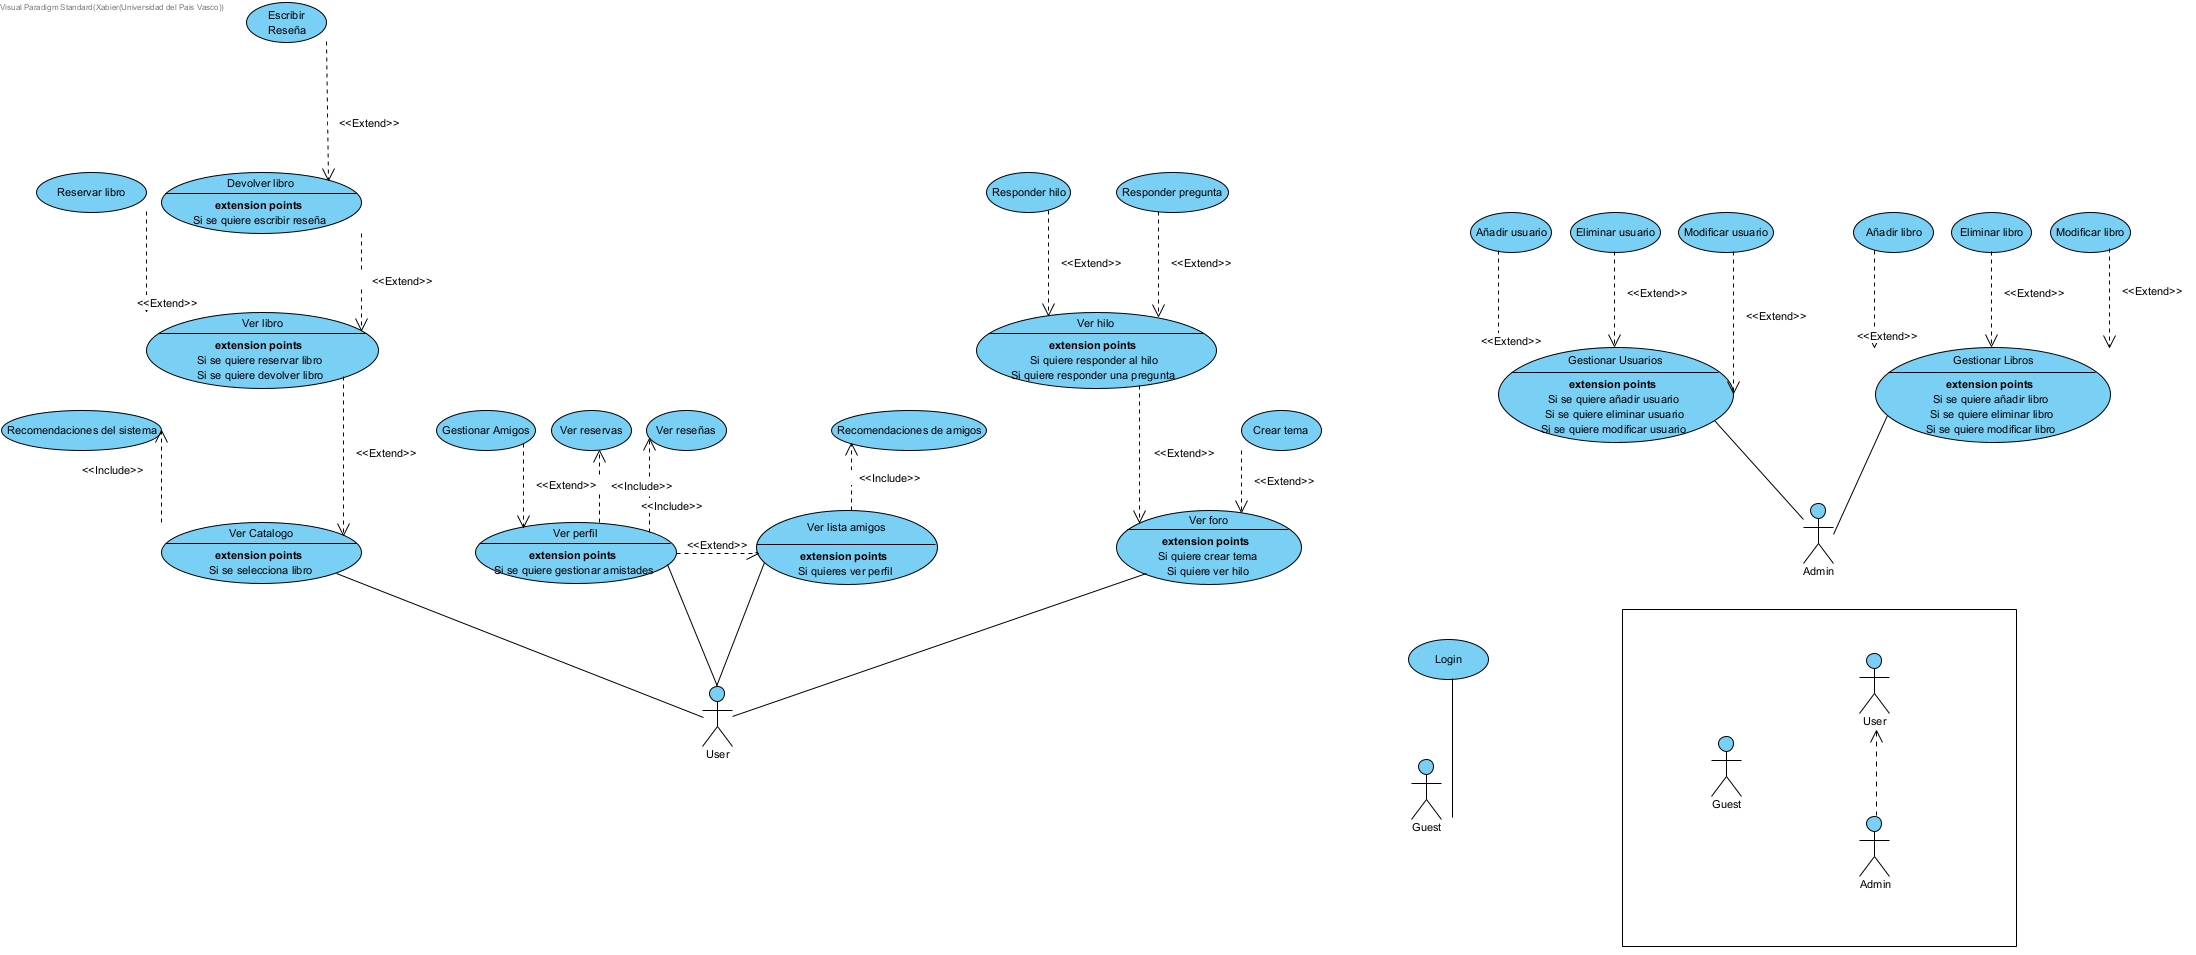 Visual Paradigm Standard(Xabier(Universidad del Pais Vasco))
Escribir
Reseña
<<Extend>>
Reservar libro
Devolver libro
extension points
Si se quiere escribir reseña
<<Extend>>
<<Extend>>
Ver libro
extension points
Si se quiere reservar libro
Si se quiere devolver libro
Recomendaciones del sistema
<<Include>>
<<Extend>>
Ver Catalogo
extension points
Si se selecciona libro
Gestionar Amigos
Ver reservas
Ver reseñas
Recomendaciones de amigos
<<Extend>>
<<Include>>
<<Include>>
<<Include>>
Ver perfil
extension points
Si se quiere gestionar amistades
<<Extend>>
Ver lista amigos
extension points
Si quieres ver perfil
Responder hilo
Responder pregunta
<<Extend>>
<<Extend>>
Ver hilo
extension points
Si quiere responder al hilo
Si quiere responder una pregunta
Crear tema
<<Extend>>
<<Extend>>
Ver foro
extension points
Si quiere crear tema
Si quiere ver hilo
User
Añadir usuario
Eliminar usuario
Modificar usuario
<<Extend>>
<<Extend>>
<<Extend>>
Gestionar Usuarios
extension points
Si se quiere añadir usuario
Si se quiere eliminar usuario
Si se quiere modificar usuario
Añadir libro
Eliminar libro
Modificar libro
<<Extend>>
<<Extend>>
<<Extend>>
Gestionar Libros
extension points
Si se quiere añadir libro
Si se quiere eliminar libro
Si se quiere modificar libro
Admin
Login
Guest
User
Guest
Admin